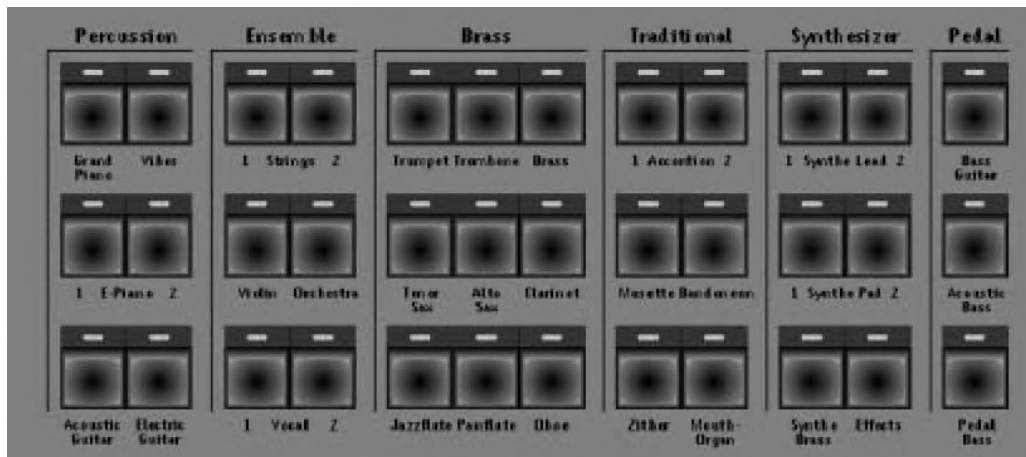 Percussion Ensemble Brass Traditional Synthesizer Pedal
Grand Piano Vibes 1 Strings 2 Trumpet Trombone Brass 1 Accordion 2 1 Synthe Lead 2 Bass Guitar
1 E-Piano 2 Violin Orchestra Tenor Sax Alto Sax Clarinet Musette Bandoneon 1 Synthe Pad 2 Acoustic Bass
Acoustic Guitar Electric Guitar 1 Vocal 2 Jazzflute Panflute Oboe Zither Mouth-Organ Synthe Brass Effects Pedal Bass